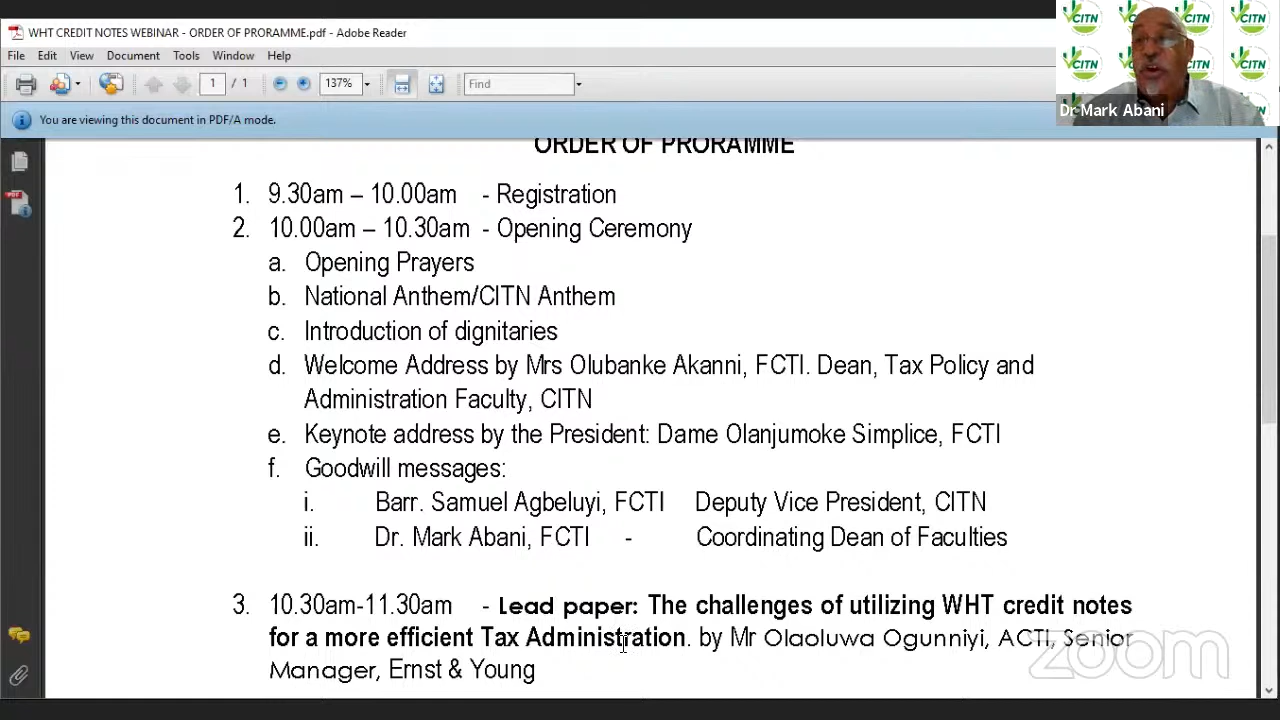 WHT CREDIT NOTES WEBINAR - ORDER OF PRORAMME.pdf - Adobe Reader
File Edit View Document Tools Window Help
1 / 1 137% Find
You are viewing this document in PDF/A mode.
CITN CITN
CITN CITN
Dr Mark Abani
ORDER OF PRORAMME
1. 9.30am – 10.00am - Registration
2. 10.00am – 10.30am - Opening Ceremony
a. Opening Prayers
b. National Anthem/CITN Anthem
c. Introduction of dignitaries
d. Welcome Address by Mrs Olubanke Akanni, FCTI. Dean, Tax Policy and
Administration Faculty, CITN
e. Keynote address by the President: Dame Olanjumoke Simplice, FCTI
f. Goodwill messages:
i. Barr. Samuel Agbeluyi, FCTI Deputy Vice President, CITN
ii. Dr. Mark Abani, FCTI - Coordinating Dean of Faculties
3. 10.30am-11.30am - Lead paper: The challenges of utilizing WHT credit notes
for a more efficient Tax Administration. by Mr Olaoluwa Ogunniyi, ACTI, Senior
Manager, Ernst & Young
zoom